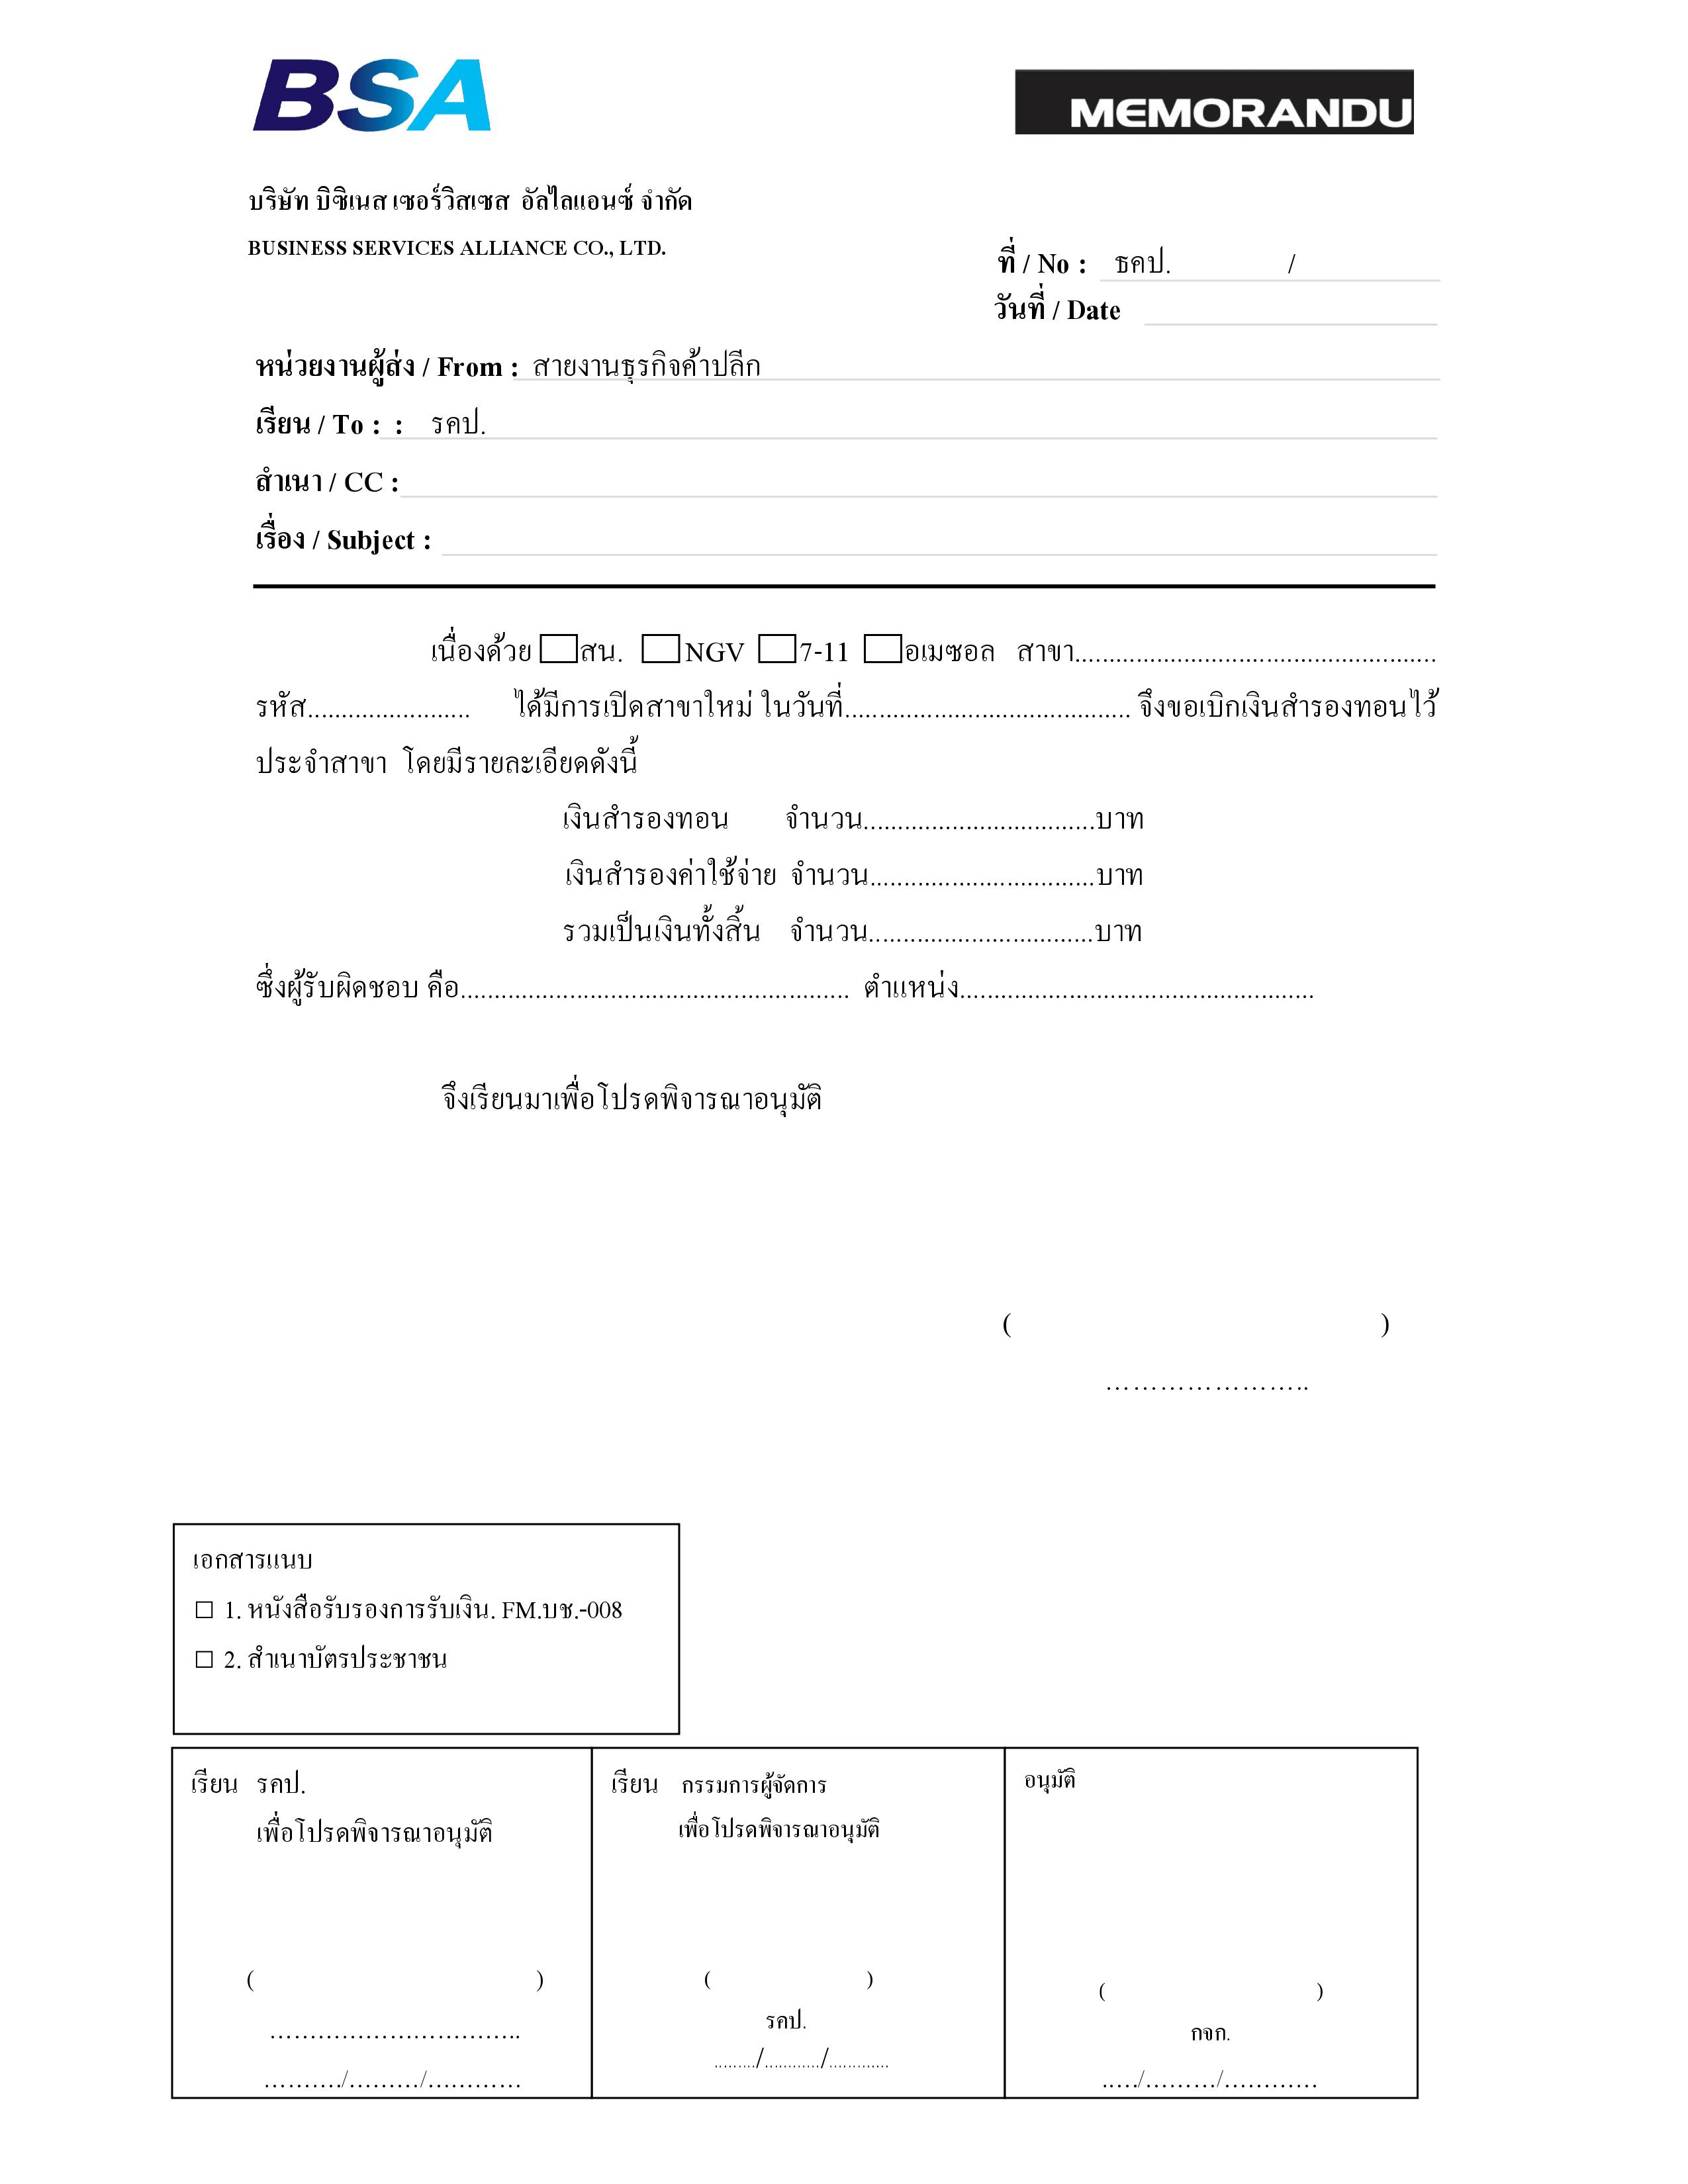 BSA
MEMORANDU
บริษัท บิซิเนส เซอร์วิสเซส อัลไลแอนซ์ จำกัด
BUSINESS SERVICES ALLIANCE CO., LTD.
ที่ / No : ธคป. /
วันที่ / Date
หน่วยงานผู้ส่ง / From : สายงานธุรกิจค้าปลีก
เรียน / To : : รคป.
สำเนา / CC :
เรื่อง / Subject :
เนื่องด้วย สน. NGV 7-11 อเมซอล สาขา.....................................................
รหัส........................ ได้มีการเปิดสาขาใหม่ ในวันที่.......................................... จึงขอเบิกเงินสำรองทอนไว้
ประจำสาขา โดยมีรายละเอียดดังนี้
เงินสำรองทอน จำนวน..................................บาท
เงินสำรองค่าใช้จ่าย จำนวน.................................บาท
รวมเป็นเงินทั้งสิ้น จำนวน.................................บาท
ซึ่งผู้รับผิดชอบ คือ......................................................... ตำแหน่ง....................................................
จึงเรียนมาเพื่อโปรดพิจารณาอนุมัติ
( )
…………………..
เอกสารแนบ
☐ 1. หนังสือรับรองการรับเงิน. FM.บช.-008
☐ 2. สำเนาบัตรประชาชน
เรียน รคป.
เพื่อโปรดพิจารณาอนุมัติ
( )
…………………………..
………./………/…………
เรียน กรรมการผู้จัดการ
เพื่อโปรดพิจารณาอนุมัติ
( )
รคป.
........./............/.............
อนุมัติ
( )
กจก.
…../………/…………